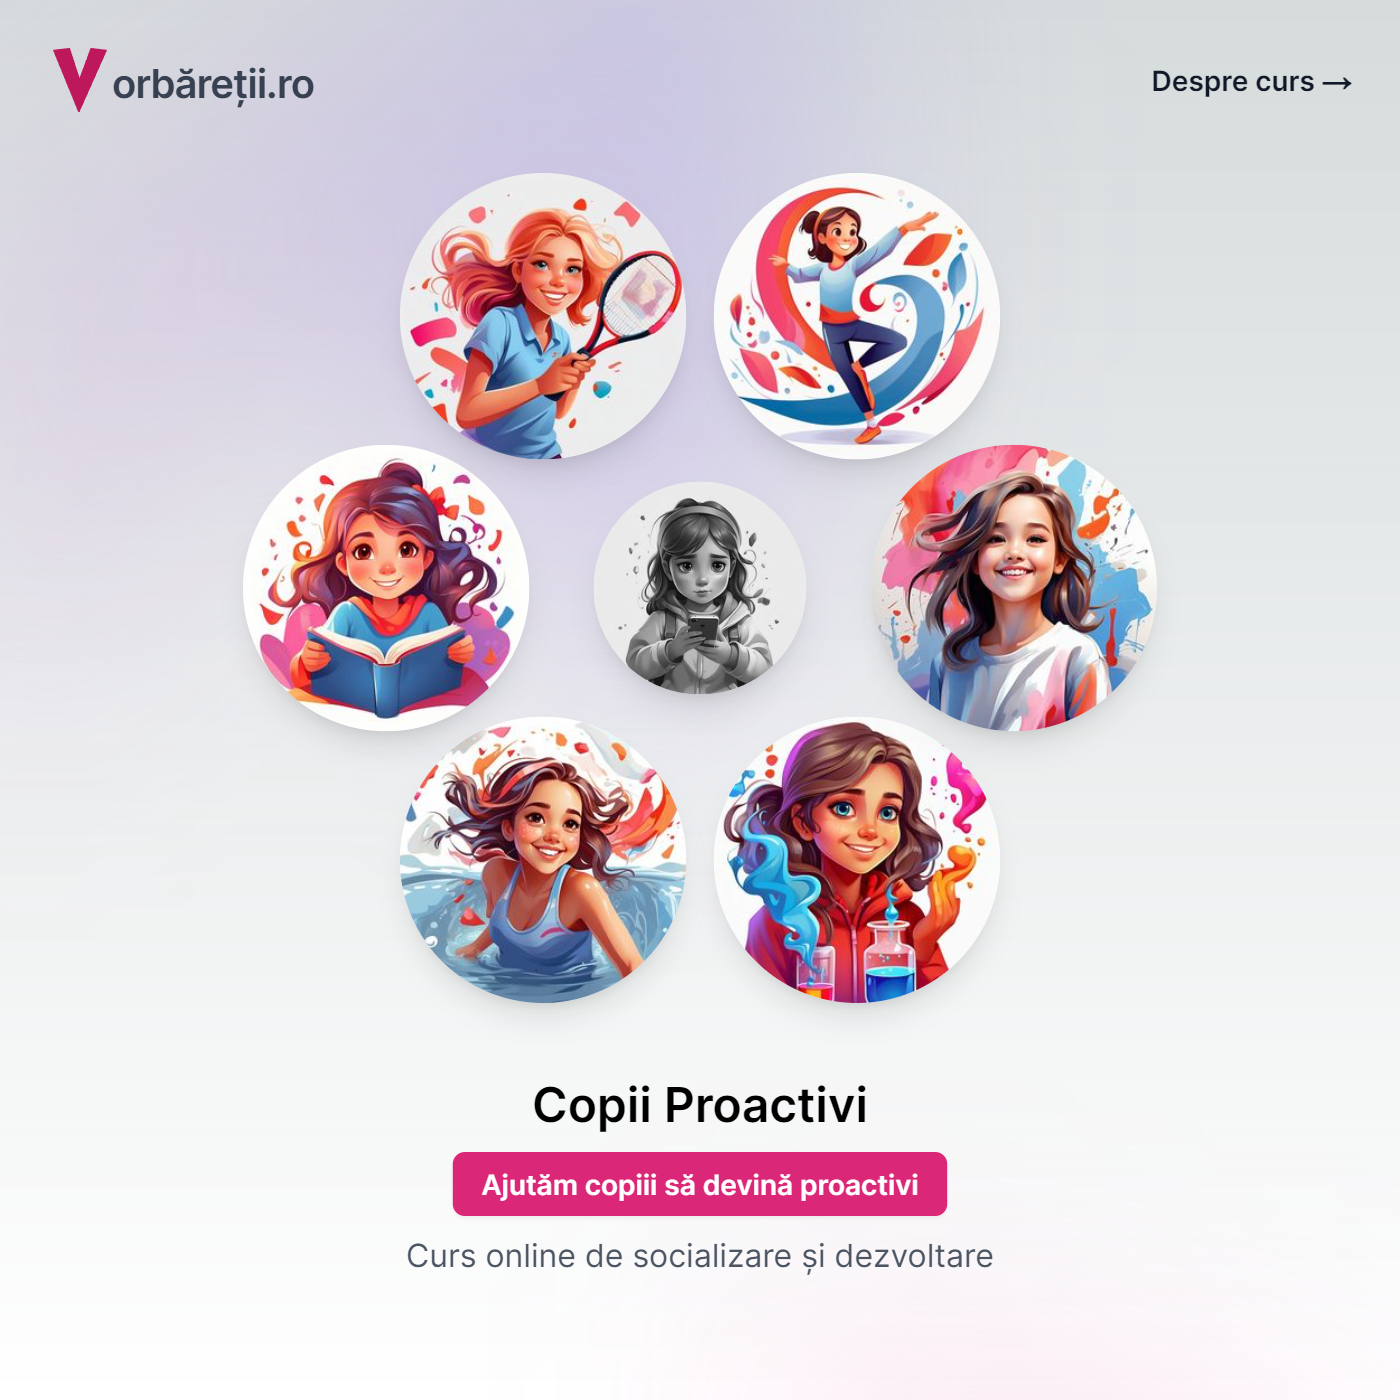 Vorbăreții.ro
Despre curs →
Copii Proactivi
Ajutăm copiii să devină proactivi
Curs online de socializare și dezvoltare